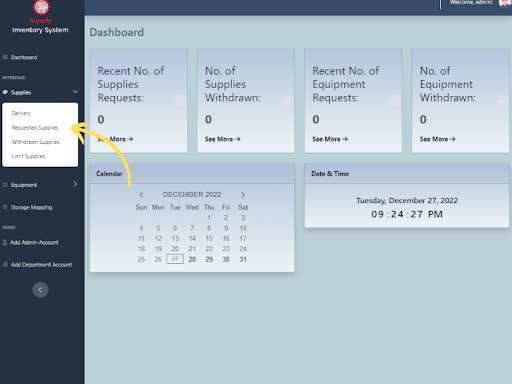 Supply
Inventory System
Dashboard
INTERFACE
Supplies
Delivery
Requested Supplies
Withdrawn Supplies
Limit Supplies
Equipment
Storage Mapping
USERS
Add Admin Account
Add Department Account
Welcome, admin!
Dashboard
Recent No. of
Supplies
Requests:
0
See More →
No. of
Supplies
Withdrawn:
0
See More →
Recent No. of
Equipment
Requests:
0
See More →
No. of
Equipment
Withdrawn:
0
See More →
Calendar
DECEMBER 2022
Sun Mon Tue Wed Thu Fri Sat
1 2 3
4 5 6 7 8 9 10
11 12 13 14 15 16 17
18 19 20 21 22 23 24
25 26 27 28 29 30 31
Date & Time
Tuesday, December 27, 2022
09:24:27 PM